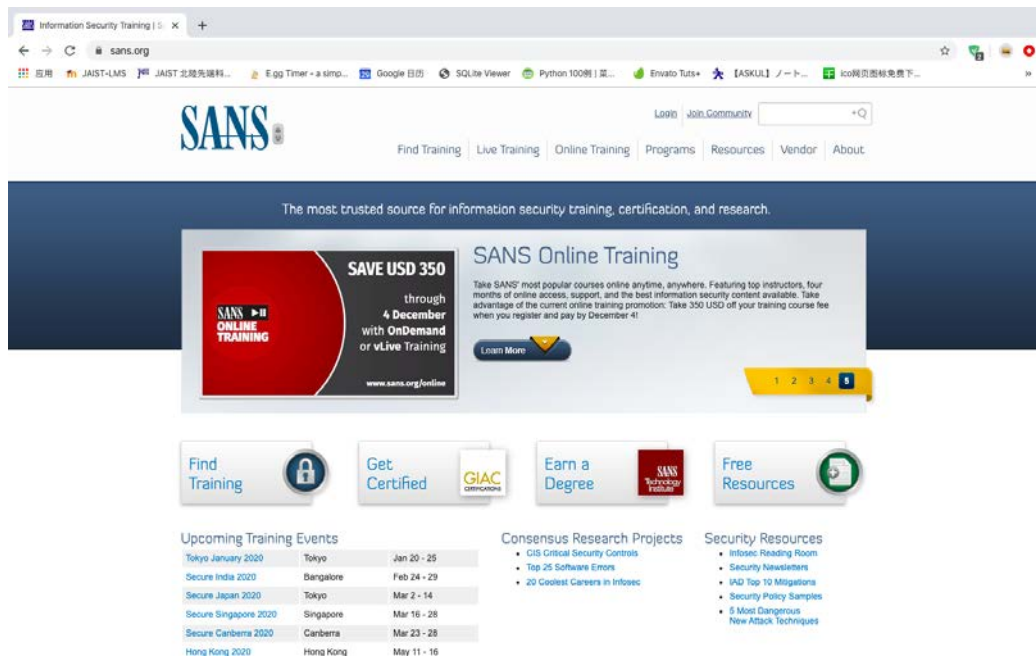 Information Security Training | S
sans.org
应用 JAIST-LMS JAIST 北陸先端科... E.gg Timer - a simp... Google 日历 SQLite Viewer Python 100例 | 菜... Envato Tuts+ 【ASKUL】ノート... ico网页图标免费下...
SANS
Login Join Community
Find Training Live Training Online Training Programs Resources Vendor About
The most trusted source for information security training, certification, and research.
SAVE USD 350
through
4 December
with OnDemand
or vLive Training
www.sans.org/online
SANS
ONLINE
TRAINING
SANS Online Training
Take SANS' most popular courses online anytime, anywhere. Featuring top instructors, four
months of online access, support, and the best information security content available. Take
advantage of the current online training promotion: Take 350 USD off your training course fee
when you register and pay by December 4!
Learn More
1 2 3 4 5
Find
Training
Get
Certified
GIAC
CERTIFICATIONS
Earn a
Degree
SANS
Technology
Institute
Free
Resources
Upcoming Training Events
Tokyo January 2020 Tokyo Jan 20 - 25
Secure India 2020 Bangalore Feb 24 - 29
Secure Japan 2020 Tokyo Mar 2 - 14
Secure Singapore 2020 Singapore Mar 16 - 28
Secure Canberra 2020 Canberra Mar 23 - 28
Hong Kong 2020 Hong Kong May 11 - 16
Consensus Research Projects
CIS Critical Security Controls
Top 25 Software Errors
20 Coolest Careers in Infosec
Security Resources
Infosec Reading Room
Security Newsletters
IAD Top 10 Mitigations
Security Policy Samples
5 Most Dangerous
New Attack Techniques